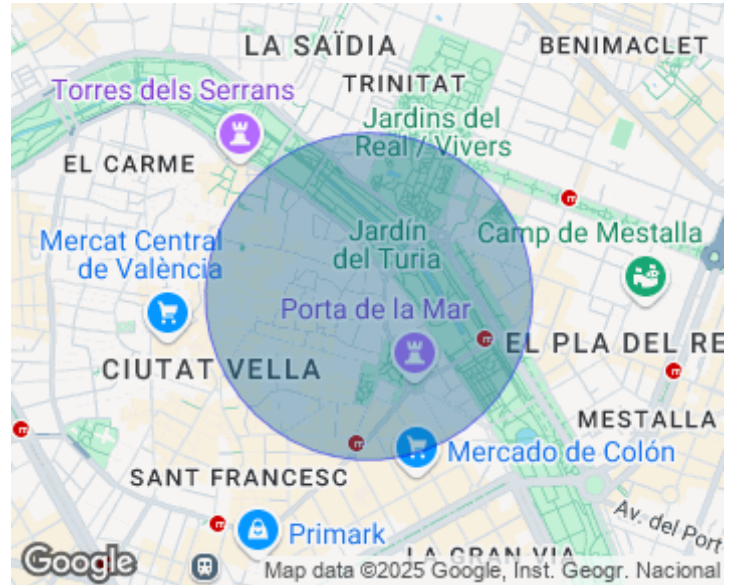 LA SAÏDIA
BENIMACLET
Torres dels Serrans
TRINITAT
Jardins del
Real / Vivers
EL CARME
Mercat Central
de València
Jardín
del Turia
Camp de Mestalla
Porta de la Mar
EL PLA DEL RE
CIUTAT VELLA
MESTALLA
Mercado de Colón
SANT FRANCESC
Primark
Av. del Port
LA GRAN VIA
Google
Map data ©2025 Google, Inst. Geogr. Nacional